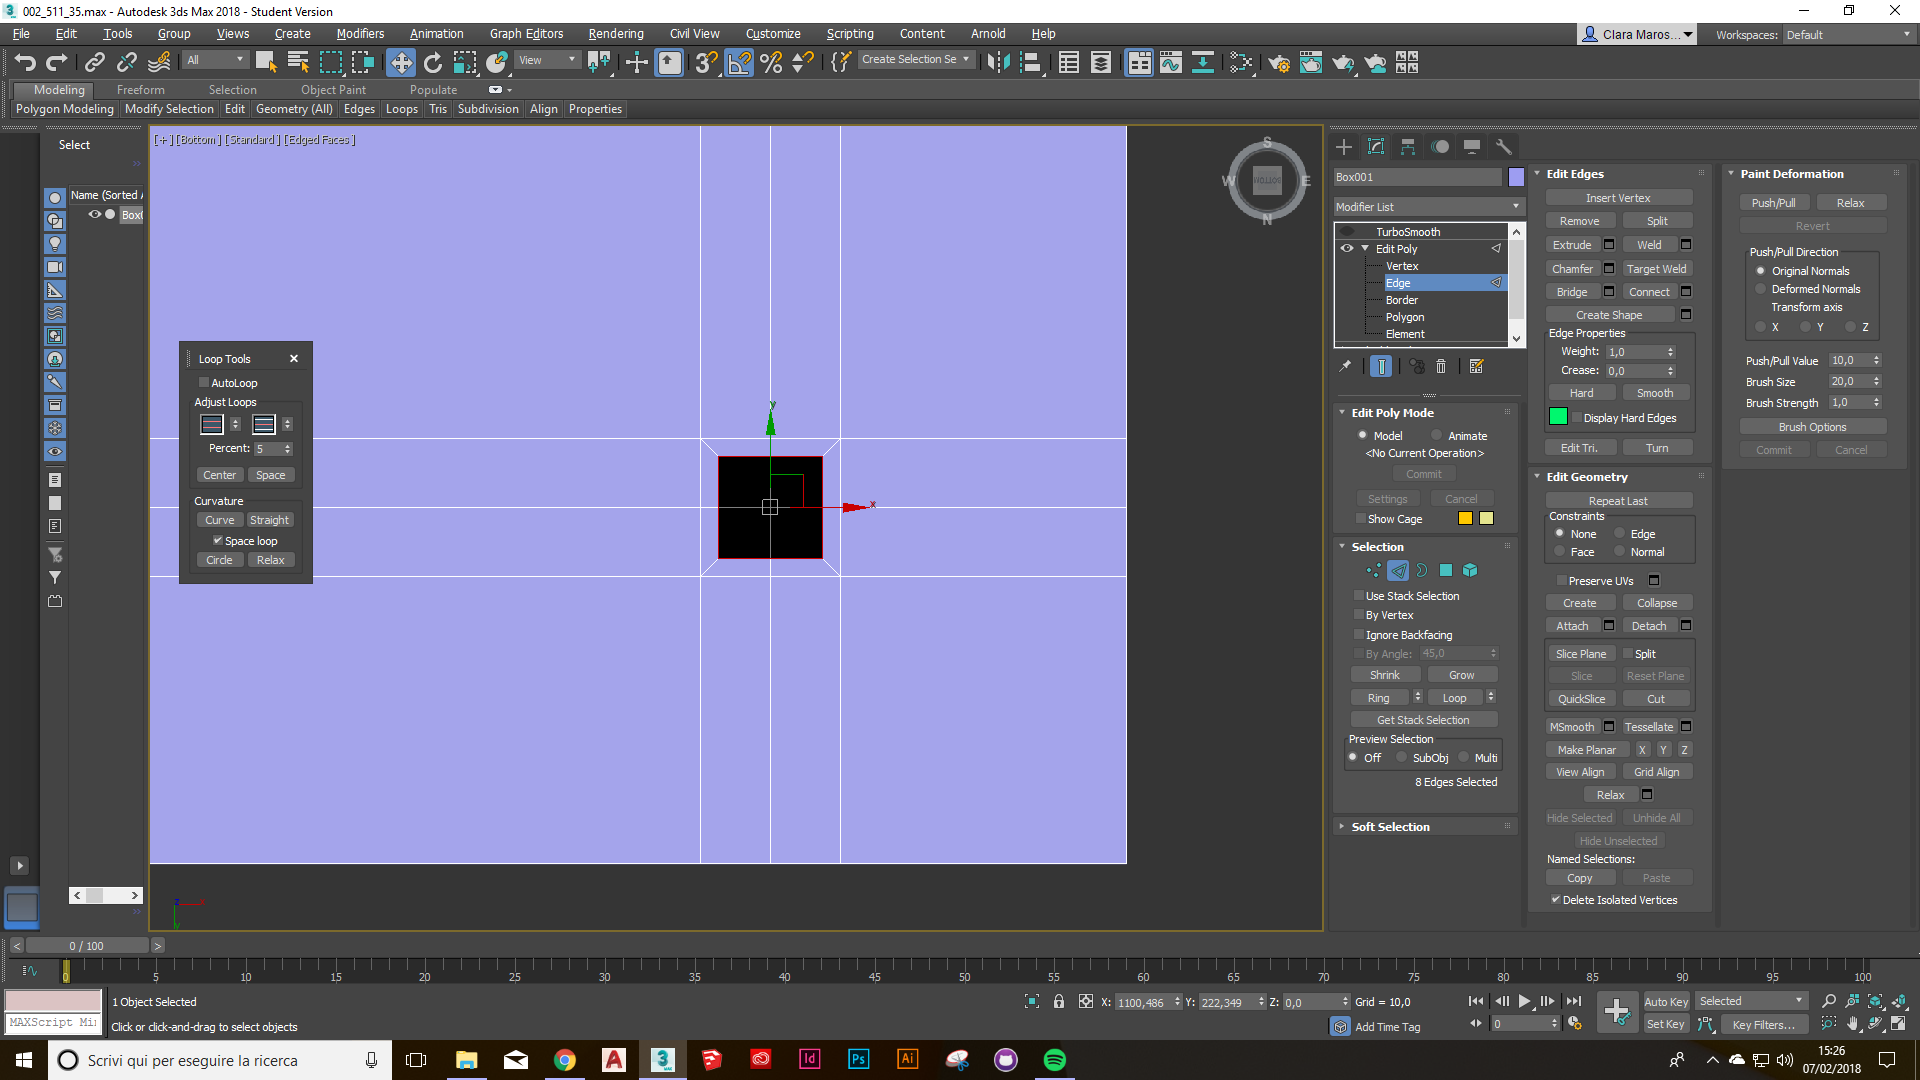 002_511_35.max - Autodesk 3ds Max 2018 - Student Version
File Edit Tools Group Views Create Modifiers Animation Graph Editors Rendering Civil View Customize Scripting Content Arnold Help
Clara Maros...
Workspaces: Default
All
View
Create Selection Se
Modeling Freeform Selection Object Paint Populate
Polygon Modeling Modify Selection Edit Geometry (All) Edges Loops Tris Subdivision Align Properties
Select
Name (Sorted A
Box0
[+] [Bottom] [Standard] [Edged Faces]
S
W
E
N
BOTTOM
y
x
Loop Tools
AutoLoop
Adjust Loops
Percent: 5
Center Space
Curvature
Curve Straight
Space loop
Circle Relax
Box001
Modifier List
TurboSmooth
Edit Poly
Vertex
Edge
Border
Polygon
Element
Edit Poly Mode
Model Animate
<No Current Operation>
Commit
Settings Cancel
Show Cage
Selection
Use Stack Selection
By Vertex
Ignore Backfacing
By Angle: 45,0
Shrink Grow
Ring Loop
Get Stack Selection
Preview Selection
Off SubObj Multi
8 Edges Selected
Soft Selection
Edit Edges
Insert Vertex
Remove Split
Extrude Weld
Chamfer Target Weld
Bridge Connect
Create Shape
Edge Properties
Weight: 1,0
Crease: 0,0
Hard Smooth
Display Hard Edges
Edit Tri. Turn
Edit Geometry
Repeat Last
Constraints
None Edge
Face Normal
Preserve UVs
Create Collapse
Attach Detach
Slice Plane Split
Slice Reset Plane
QuickSlice Cut
MSmooth Tessellate
Make Planar X Y Z
View Align Grid Align
Relax
Hide Selected Unhide All
Hide Unselected
Named Selections:
Copy Paste
Delete Isolated Vertices
Paint Deformation
Push/Pull Relax
Revert
Push/Pull Direction
Original Normals
Deformed Normals
Transform axis
X Y Z
Push/Pull Value 10,0
Brush Size 20,0
Brush Strength 1,0
Brush Options
Commit Cancel
0 / 100
0 5 10 15 20 25 30 35 40 45 50 55 60 65 70 75 80 85 90 95 100
1 Object Selected
X: 1100,486 Y: 222,349 Z: 0,0 Grid = 10,0
Auto Key Selected
MAXScript Mi
Click or click-and-drag to select objects
Add Time Tag
0
Set Key Key Filters...
Scrivi qui per eseguire la ricerca
15:26
07/02/2018